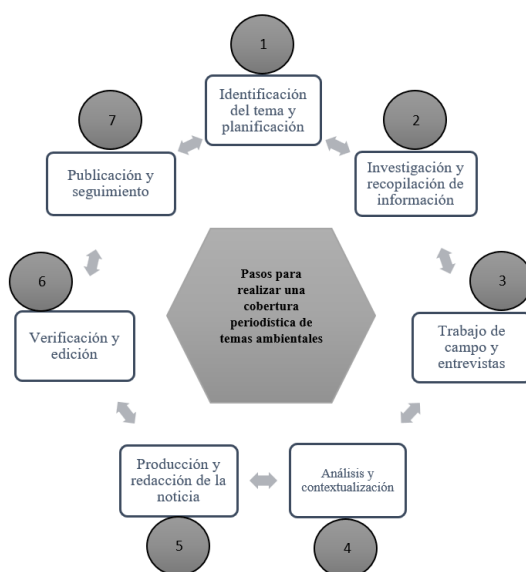 1
Identificación
del tema y
planificación
2
Investigación y
recopilación de
información
3
Trabajo de
campo y
entrevistas
4
Análisis y
contextualización
5
Producción y
redacción de la
noticia
6
Verificación y
edición
7
Publicación y
seguimiento
Pasos para
realizar una
cobertura
periodística de
temas ambientales